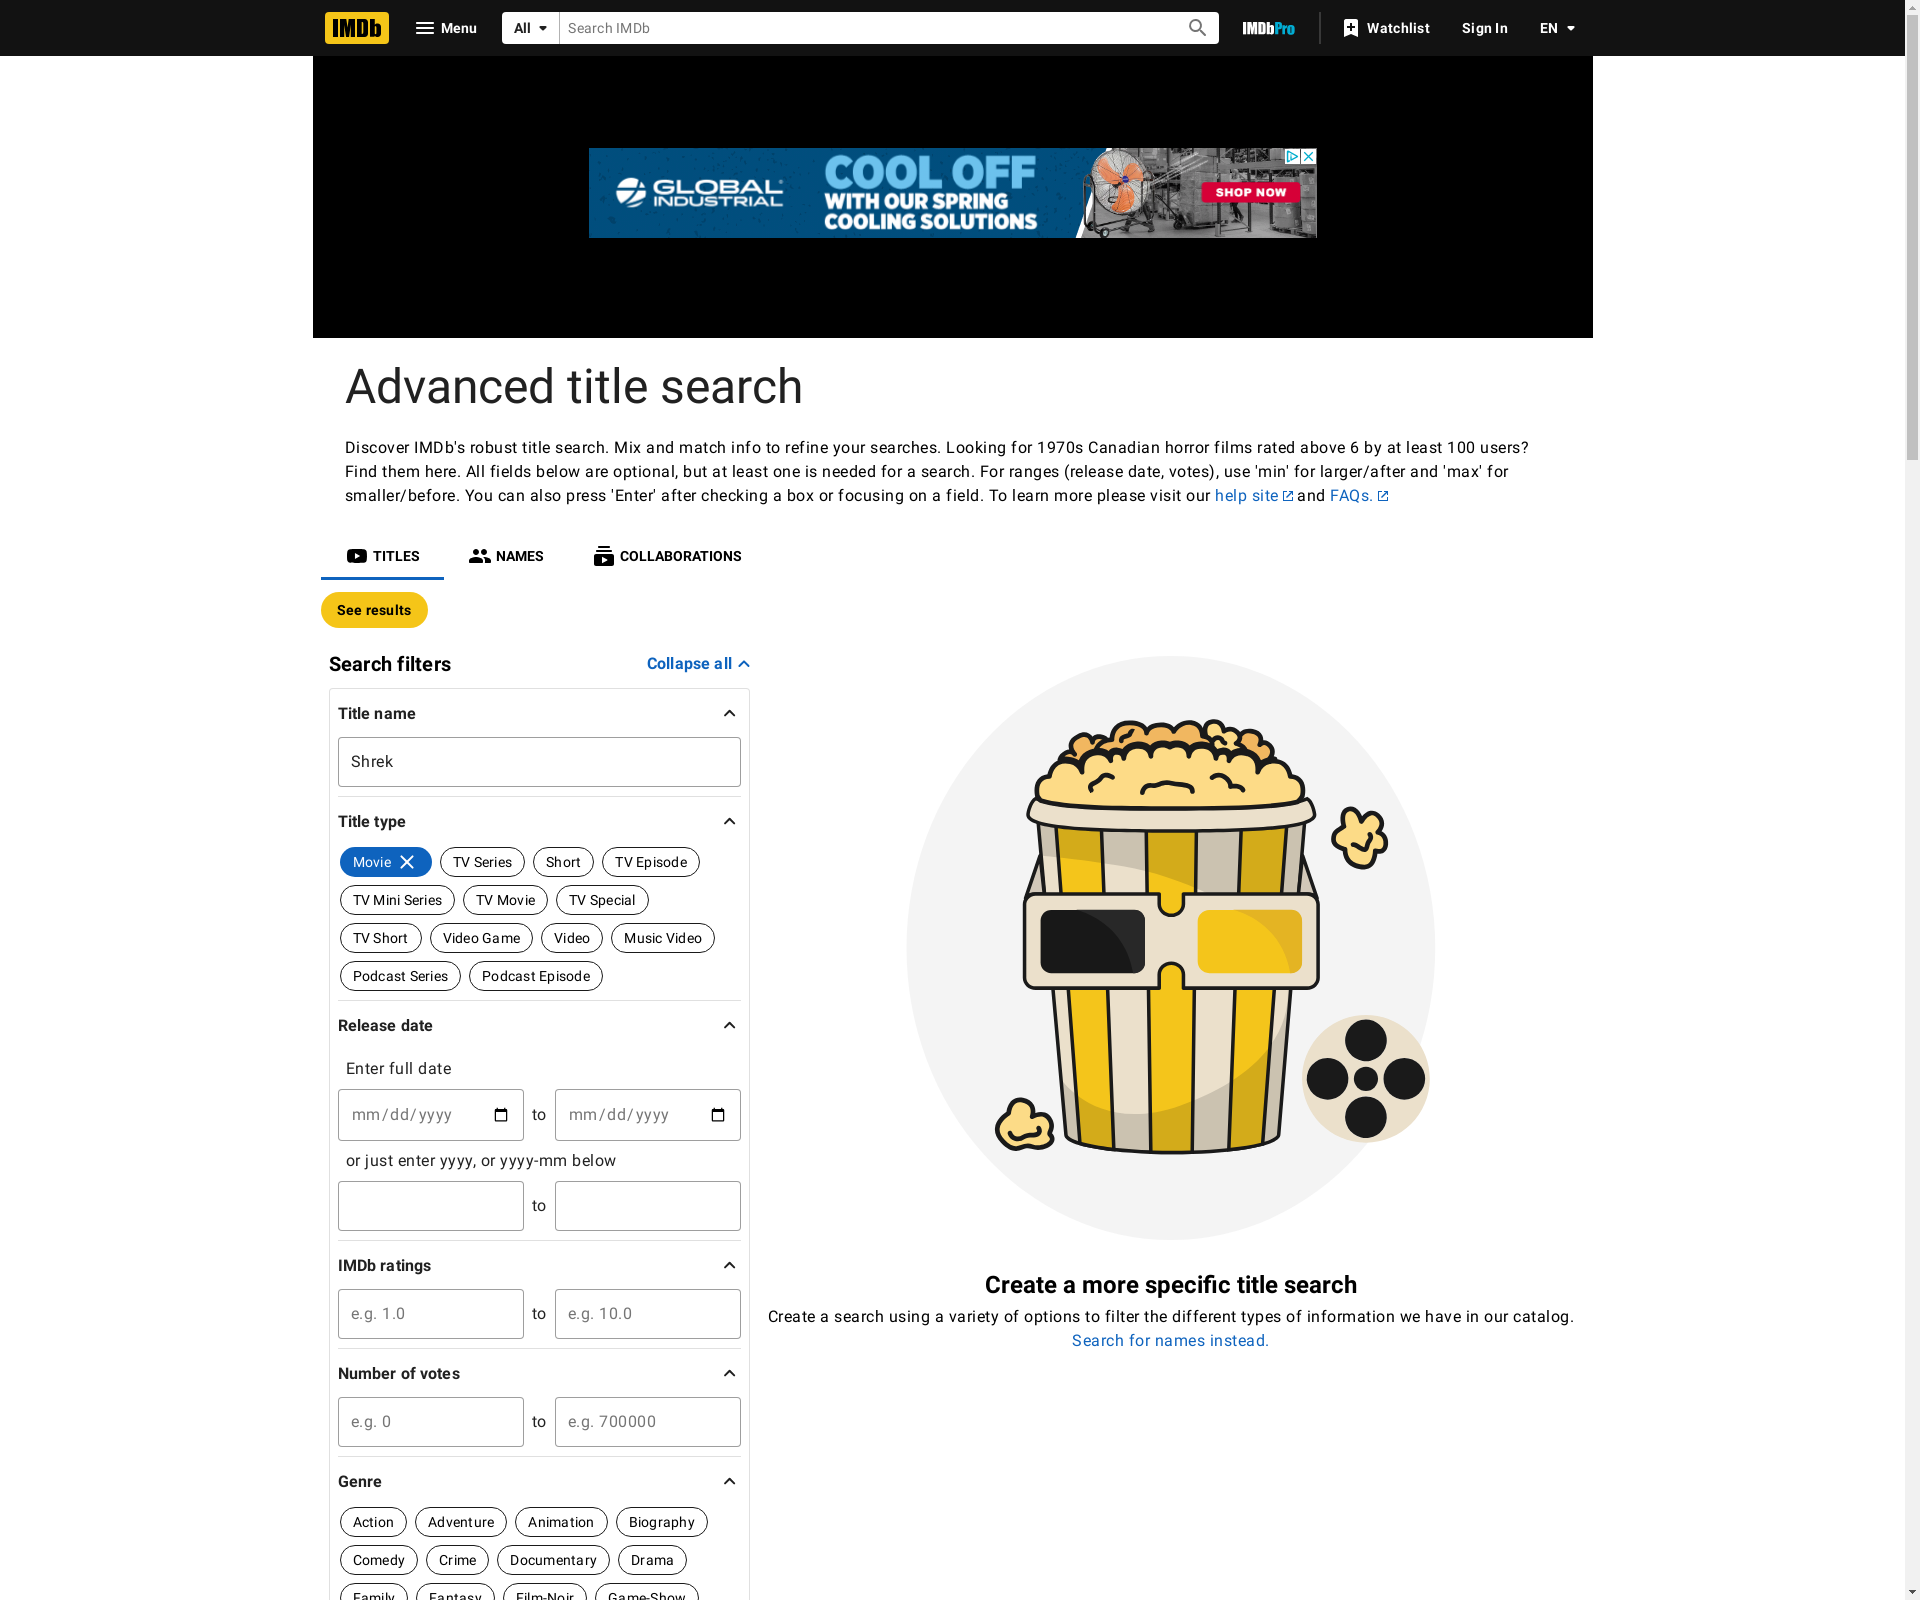 IMDb Menu All Search IMDb IMDbPro Watchlist Sign In EN
GLOBAL INDUSTRIAL
COOL OFF
WITH OUR SPRING
COOLING SOLUTIONS
SHOP NOW
Advanced title search
Discover IMDb's robust title search. Mix and match info to refine your searches. Looking for 1970s Canadian horror films rated above 6 by at least 100 users?
Find them here. All fields below are optional, but at least one is needed for a search. For ranges (release date, votes), use 'min' for larger/after and 'max' for
smaller/before. You can also press 'Enter' after checking a box or focusing on a field. To learn more please visit our help site and FAQs.
TITLES NAMES COLLABORATIONS
See results
Search filters Collapse all
Title name
Shrek
Title type
Movie TV Series Short TV Episode
TV Mini Series TV Movie TV Special
TV Short Video Game Video Music Video
Podcast Series Podcast Episode
Release date
Enter full date
mm/dd/yyyy to mm/dd/yyyy
or just enter yyyy, or yyyy-mm below
to
IMDb ratings
e.g. 1.0 to e.g. 10.0
Number of votes
e.g. 0 to e.g. 700000
Genre
Action Adventure Animation Biography
Comedy Crime Documentary Drama
Family Fantasy Film-Noir Game-Show
Create a more specific title search
Create a search using a variety of options to filter the different types of information we have in our catalog.
Search for names instead.